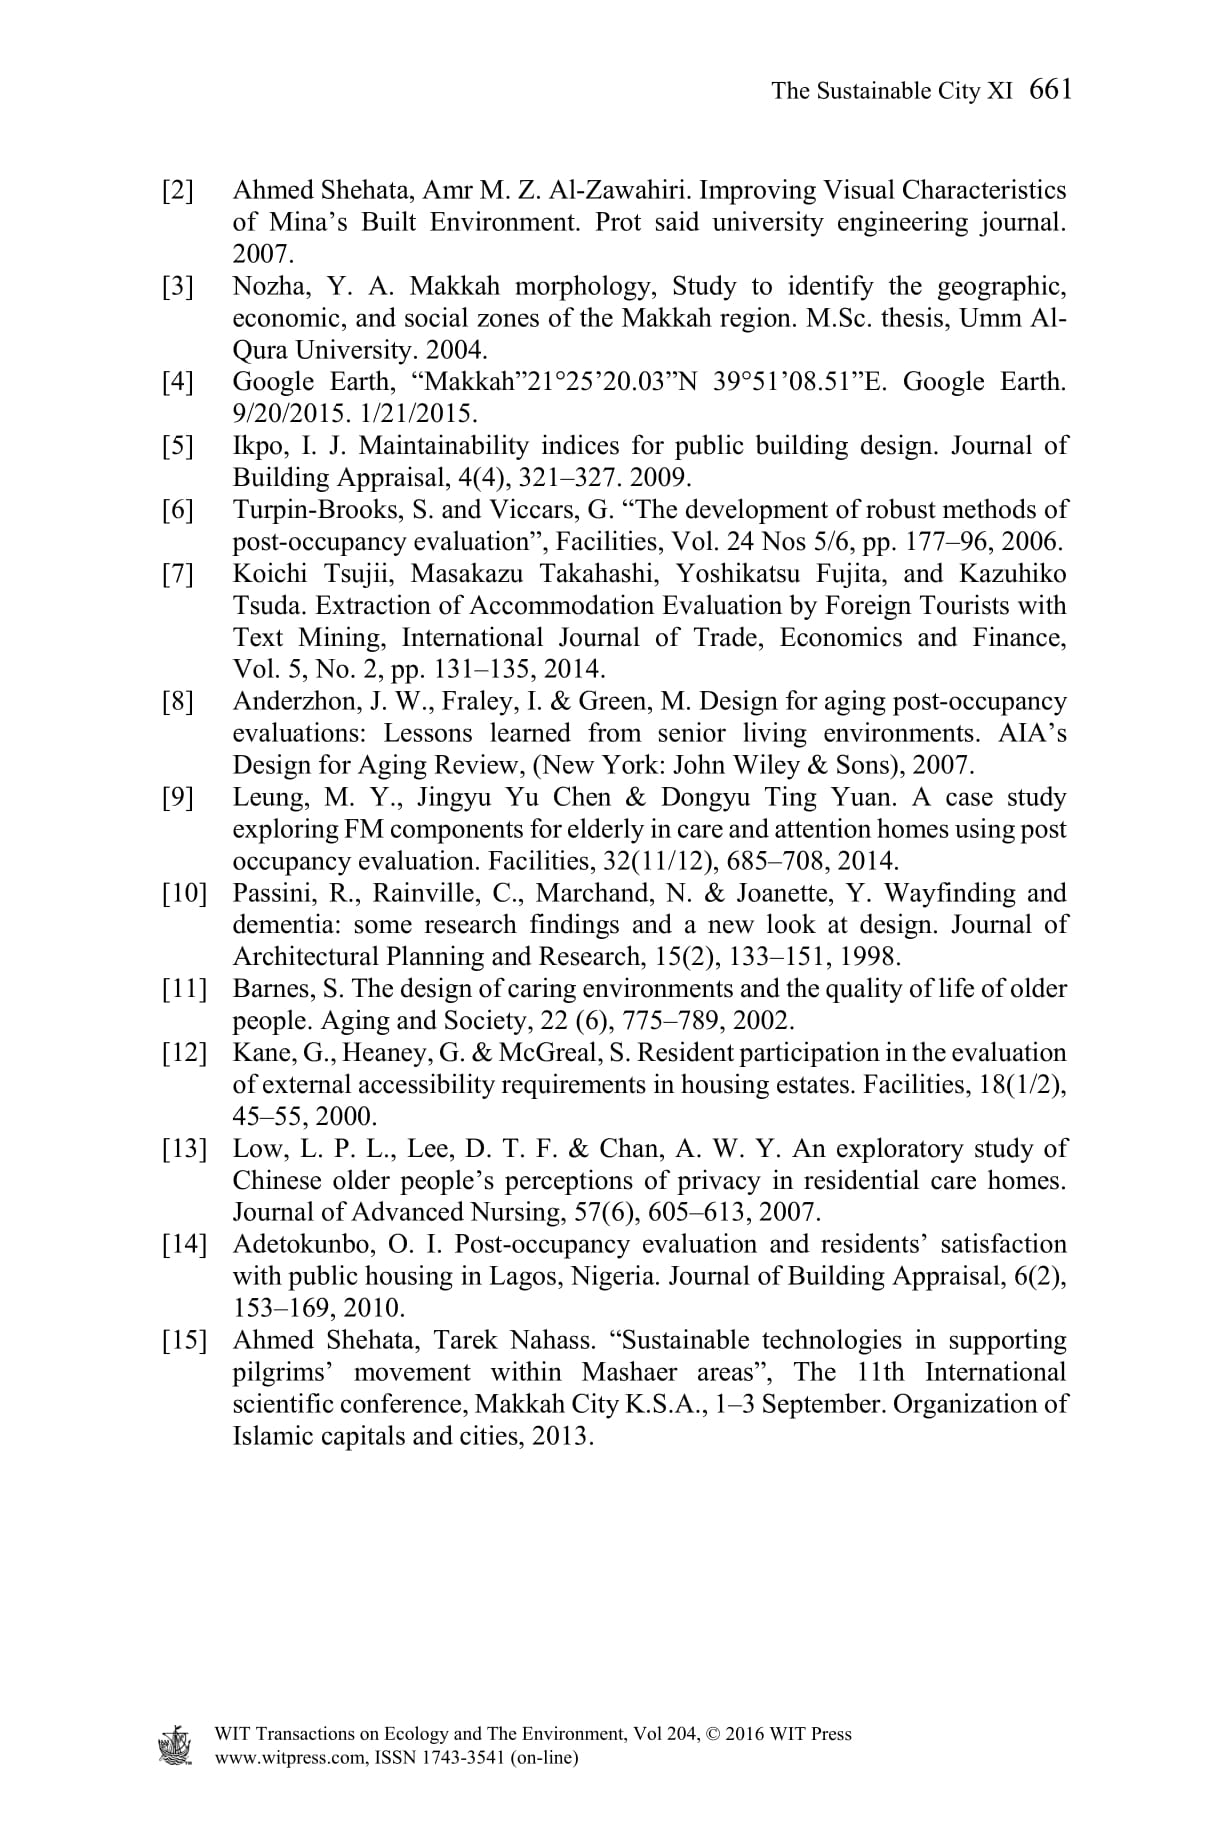 The Sustainable City XI 661
[2] Ahmed Shehata, Amr M. Z. Al-Zawahiri. Improving Visual Characteristics
of Mina’s Built Environment. Prot said university engineering journal.
2007.
[3] Nozha, Y. A. Makkah morphology, Study to identify the geographic,
economic, and social zones of the Makkah region. M.Sc. thesis, Umm Al-
Qura University. 2004.
[4] Google Earth, “Makkah”21°25’20.03”N 39°51’08.51”E. Google Earth.
9/20/2015. 1/21/2015.
[5] Ikpo, I. J. Maintainability indices for public building design. Journal of
Building Appraisal, 4(4), 321–327. 2009.
[6] Turpin-Brooks, S. and Viccars, G. “The development of robust methods of
post-occupancy evaluation”, Facilities, Vol. 24 Nos 5/6, pp. 177–96, 2006.
[7] Koichi Tsujii, Masakazu Takahashi, Yoshikatsu Fujita, and Kazuhiko
Tsuda. Extraction of Accommodation Evaluation by Foreign Tourists with
Text Mining, International Journal of Trade, Economics and Finance,
Vol. 5, No. 2, pp. 131–135, 2014.
[8] Anderzhon, J. W., Fraley, I. & Green, M. Design for aging post-occupancy
evaluations: Lessons learned from senior living environments. AIA’s
Design for Aging Review, (New York: John Wiley & Sons), 2007.
[9] Leung, M. Y., Jingyu Yu Chen & Dongyu Ting Yuan. A case study
exploring FM components for elderly in care and attention homes using post
occupancy evaluation. Facilities, 32(11/12), 685–708, 2014.
[10] Passini, R., Rainville, C., Marchand, N. & Joanette, Y. Wayfinding and
dementia: some research findings and a new look at design. Journal of
Architectural Planning and Research, 15(2), 133–151, 1998.
[11] Barnes, S. The design of caring environments and the quality of life of older
people. Aging and Society, 22 (6), 775–789, 2002.
[12] Kane, G., Heaney, G. & McGreal, S. Resident participation in the evaluation
of external accessibility requirements in housing estates. Facilities, 18(1/2),
45–55, 2000.
[13] Low, L. P. L., Lee, D. T. F. & Chan, A. W. Y. An exploratory study of
Chinese older people’s perceptions of privacy in residential care homes.
Journal of Advanced Nursing, 57(6), 605–613, 2007.
[14] Adetokunbo, O. I. Post-occupancy evaluation and residents’ satisfaction
with public housing in Lagos, Nigeria. Journal of Building Appraisal, 6(2),
153–169, 2010.
[15] Ahmed Shehata, Tarek Nahass. “Sustainable technologies in supporting
pilgrims’ movement within Mashaer areas”, The 11th International
scientific conference, Makkah City K.S.A., 1–3 September. Organization of
Islamic capitals and cities, 2013.
WIT Transactions on Ecology and The Environment, Vol 204, © 2016 WIT Press
www.witpress.com, ISSN 1743-3541 (on-line)